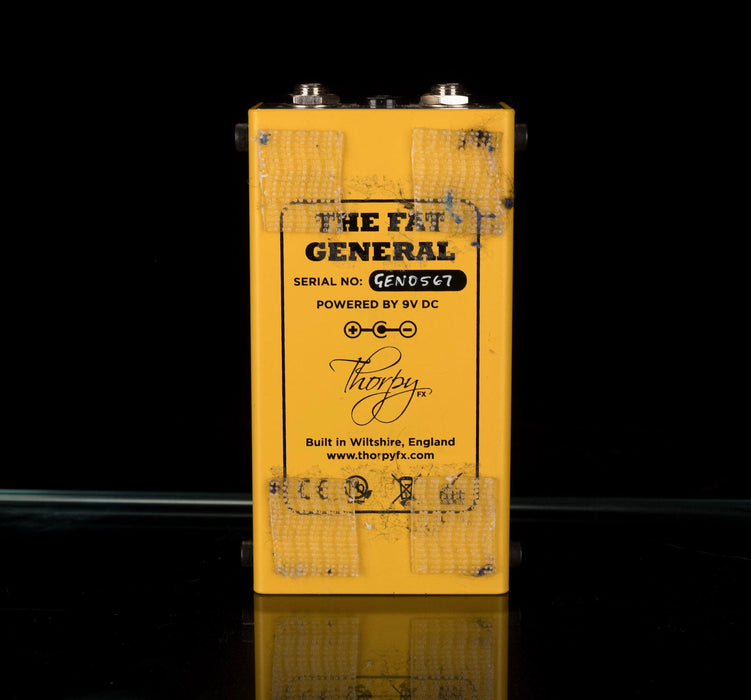 THE FAT
GENERAL
SERIAL NO: GEN0567
POWERED BY 9V DC
Thorpy FX
Built in Wiltshire, England
www.thorpyfx.com
CE